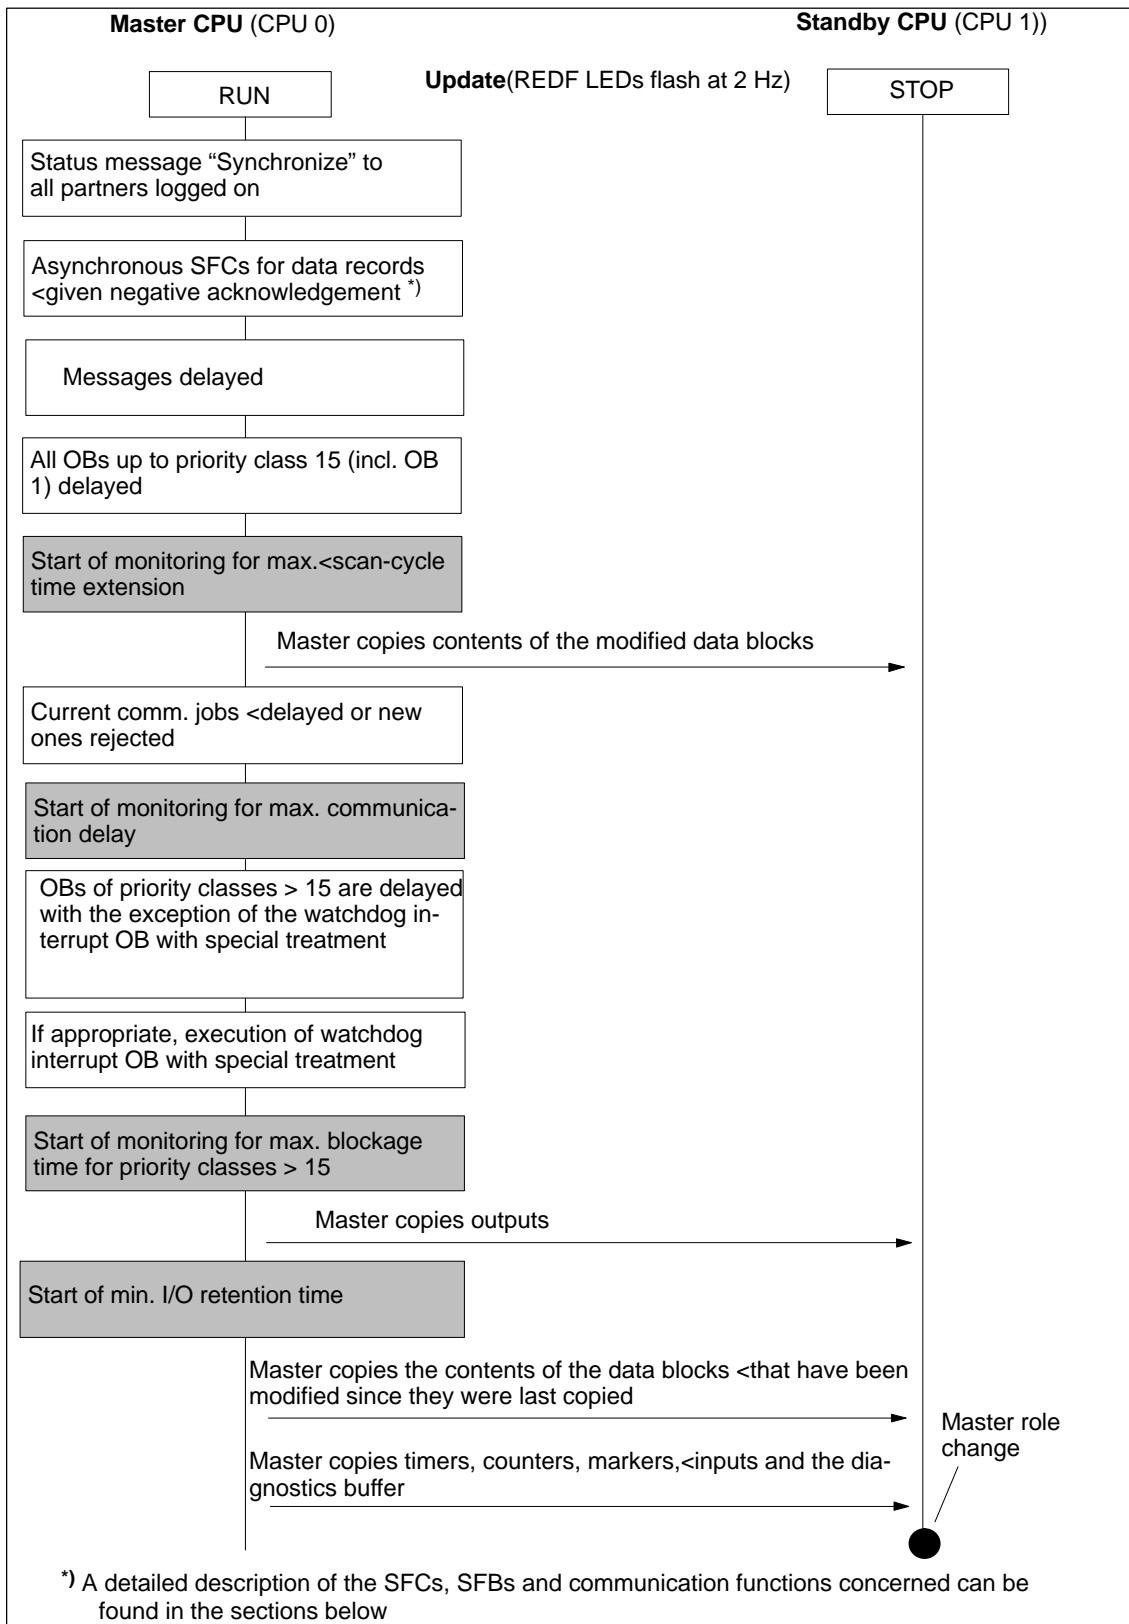 Master CPU (CPU 0)
Standby CPU (CPU 1))
Update(REDF LEDs flash at 2 Hz)
RUN
STOP
Status message “Synchronize” to
all partners logged on
Asynchronous SFCs for data records
<given negative acknowledgement *)
Messages delayed
All OBs up to priority class 15 (incl. OB
1) delayed
Start of monitoring for max.<scan-cycle
time extension
Master copies contents of the modified data blocks
Current comm. jobs <delayed or new
ones rejected
Start of monitoring for max. communica-
tion delay
OBs of priority classes > 15 are delayed
with the exception of the watchdog in-
terrupt OB with special treatment
If appropriate, execution of watchdog
interrupt OB with special treatment
Start of monitoring for max. blockage
time for priority classes > 15
Master copies outputs
Start of min. I/O retention time
Master copies the contents of the data blocks <that have been
modified since they were last copied
Master role
change
Master copies timers, counters, markers,<inputs and the dia-
gnostics buffer
*) A detailed description of the SFCs, SFBs and communication functions concerned can be
found in the sections below